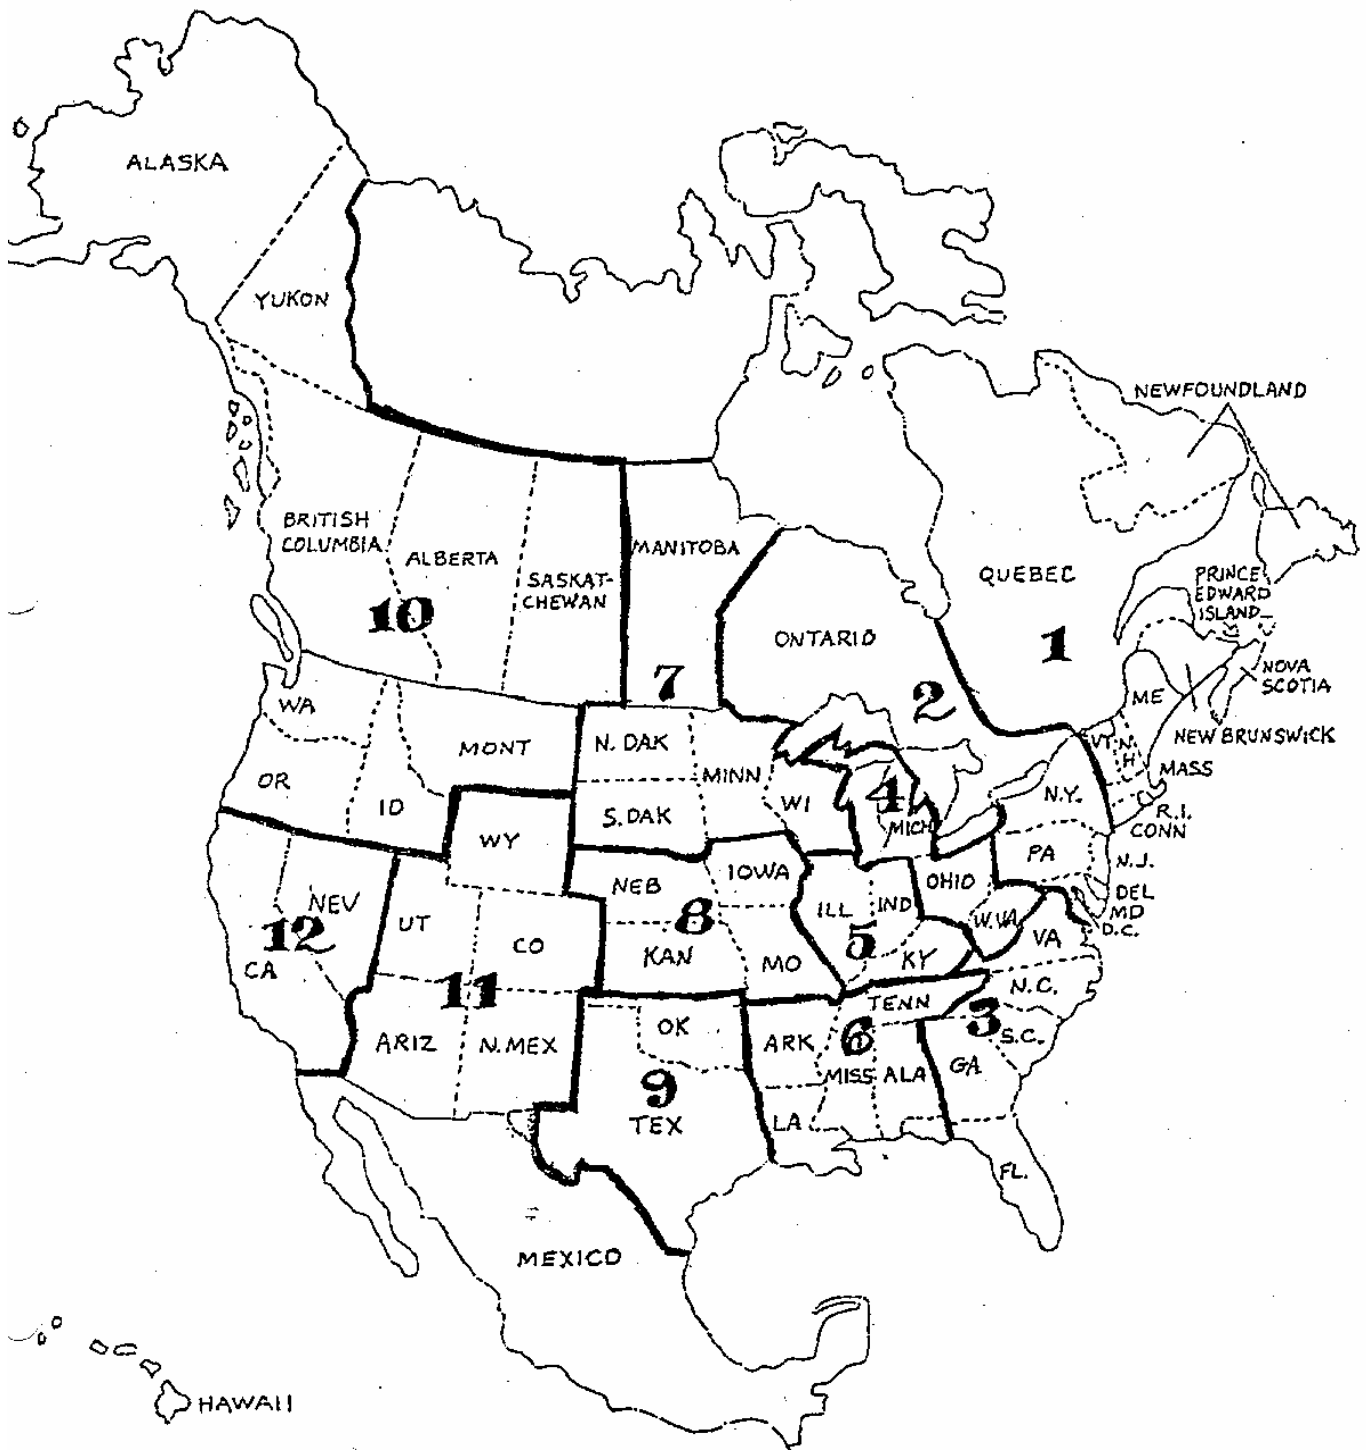 ALASKA
YUKON
NEWFOUNDLAND
BRITISH
COLUMBIA
ALBERTA
SASKAT-
CHEWAN
MANITOBA
QUEBEC
PRINCE
EDWARD
ISLAND
10
ONTARIO
1
7
2
NOVA
SCOTIA
ME
NEW BRUNSWICK
WA
MONT
N. DAK
MINN
VT
N
H
MASS
OR
ID
S. DAK
WI
4
MICH
N.Y.
R.I.
CONN
WY
NEB
IOWA
OHIO
PA
N.J.
DEL
MD
D.C.
NEV
UT
CO
8
ILL
IND
W.VA
VA
12
CA
KAN
MO
5
KY
11
TENN
N.C.
ARIZ
N.MEX
OK
ARK
6
3
S.C.
MISS
ALA
GA
9
TEX
LA
FL.
MEXICO
HAWAII